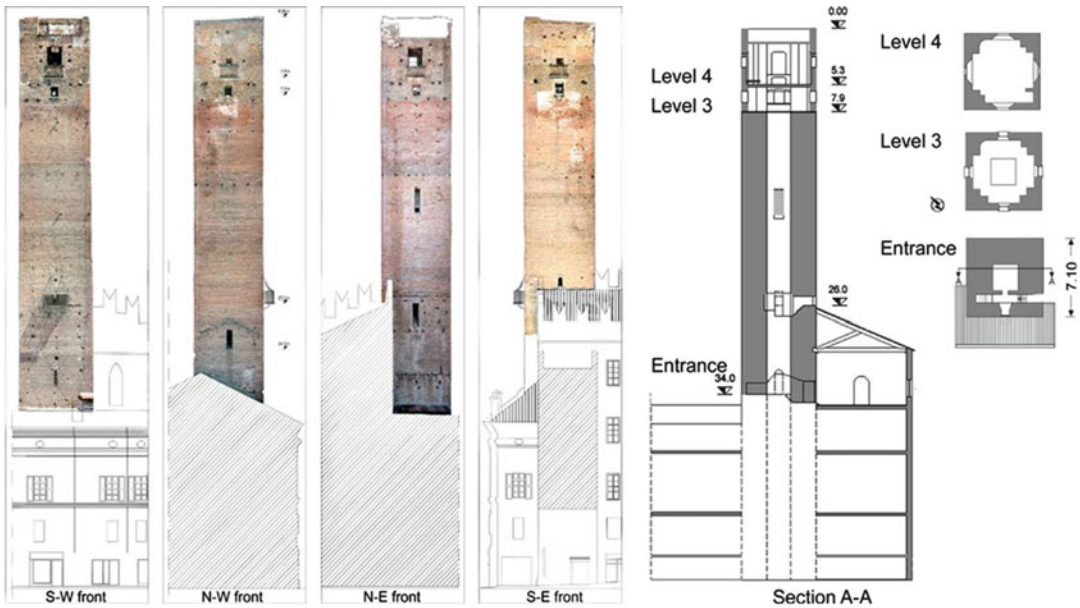 S-W front
N-W front
N-E front
S-E front
0.00
Level 4
5.3
Level 3
7.9
26.0
Entrance
34.0
Section A-A
Level 4
Level 3
Entrance
A
A
7.10